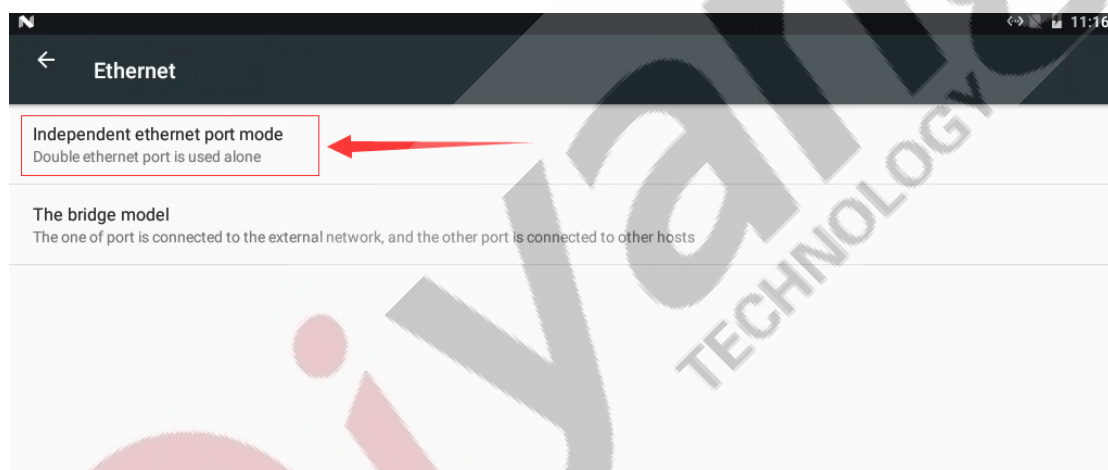 11:16
Ethernet
Independent ethernet port mode
Double ethernet port is used alone
The bridge model
The one of port is connected to the external network, and the other port is connected to other hosts
TECHNOLOGY